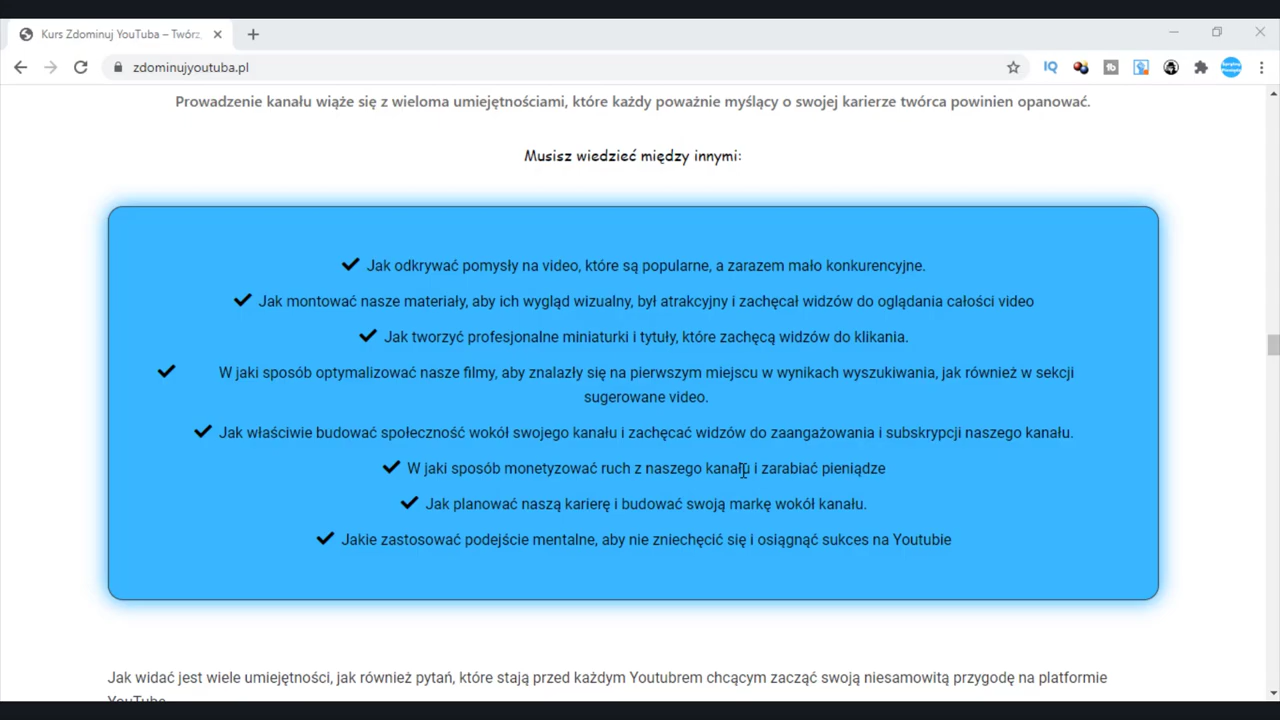 Kurs Zdominuj YouTuba – Twórz
zdominujyoutuba.pl
IQ
tb
Prowadzenie kanału wiąże się z wieloma umiejętnościami, które każdy poważnie myślący o swojej karierze twórca powinien opanować.
Musisz wiedzieć między innymi:
Jak odkrywać pomysły na video, które są popularne, a zarazem mało konkurencyjne.
Jak montować nasze materiały, aby ich wygląd wizualny, był atrakcyjny i zachęcał widzów do oglądania całości video
Jak tworzyć profesjonalne miniaturki i tytuły, które zachęcą widzów do klikania.
W jaki sposób optymalizować nasze filmy, aby znalazły się na pierwszym miejscu w wynikach wyszukiwania, jak również w sekcji
sugerowane video.
Jak właściwie budować społeczność wokół swojego kanału i zachęcać widzów do zaangażowania i subskrypcji naszego kanału.
W jaki sposób monetyzować ruch z naszego kanału i zarabiać pieniądze
Jak planować naszą karierę i budować swoją markę wokół kanału.
Jakie zastosować podejście mentalne, aby nie zniechęcić się i osiągnąć sukces na Youtubie
Jak widać jest wiele umiejętności, jak również pytań, które stają przed każdym Youtubrem chcącym zacząć swoją niesamowitą przygodę na platformie
YouTube